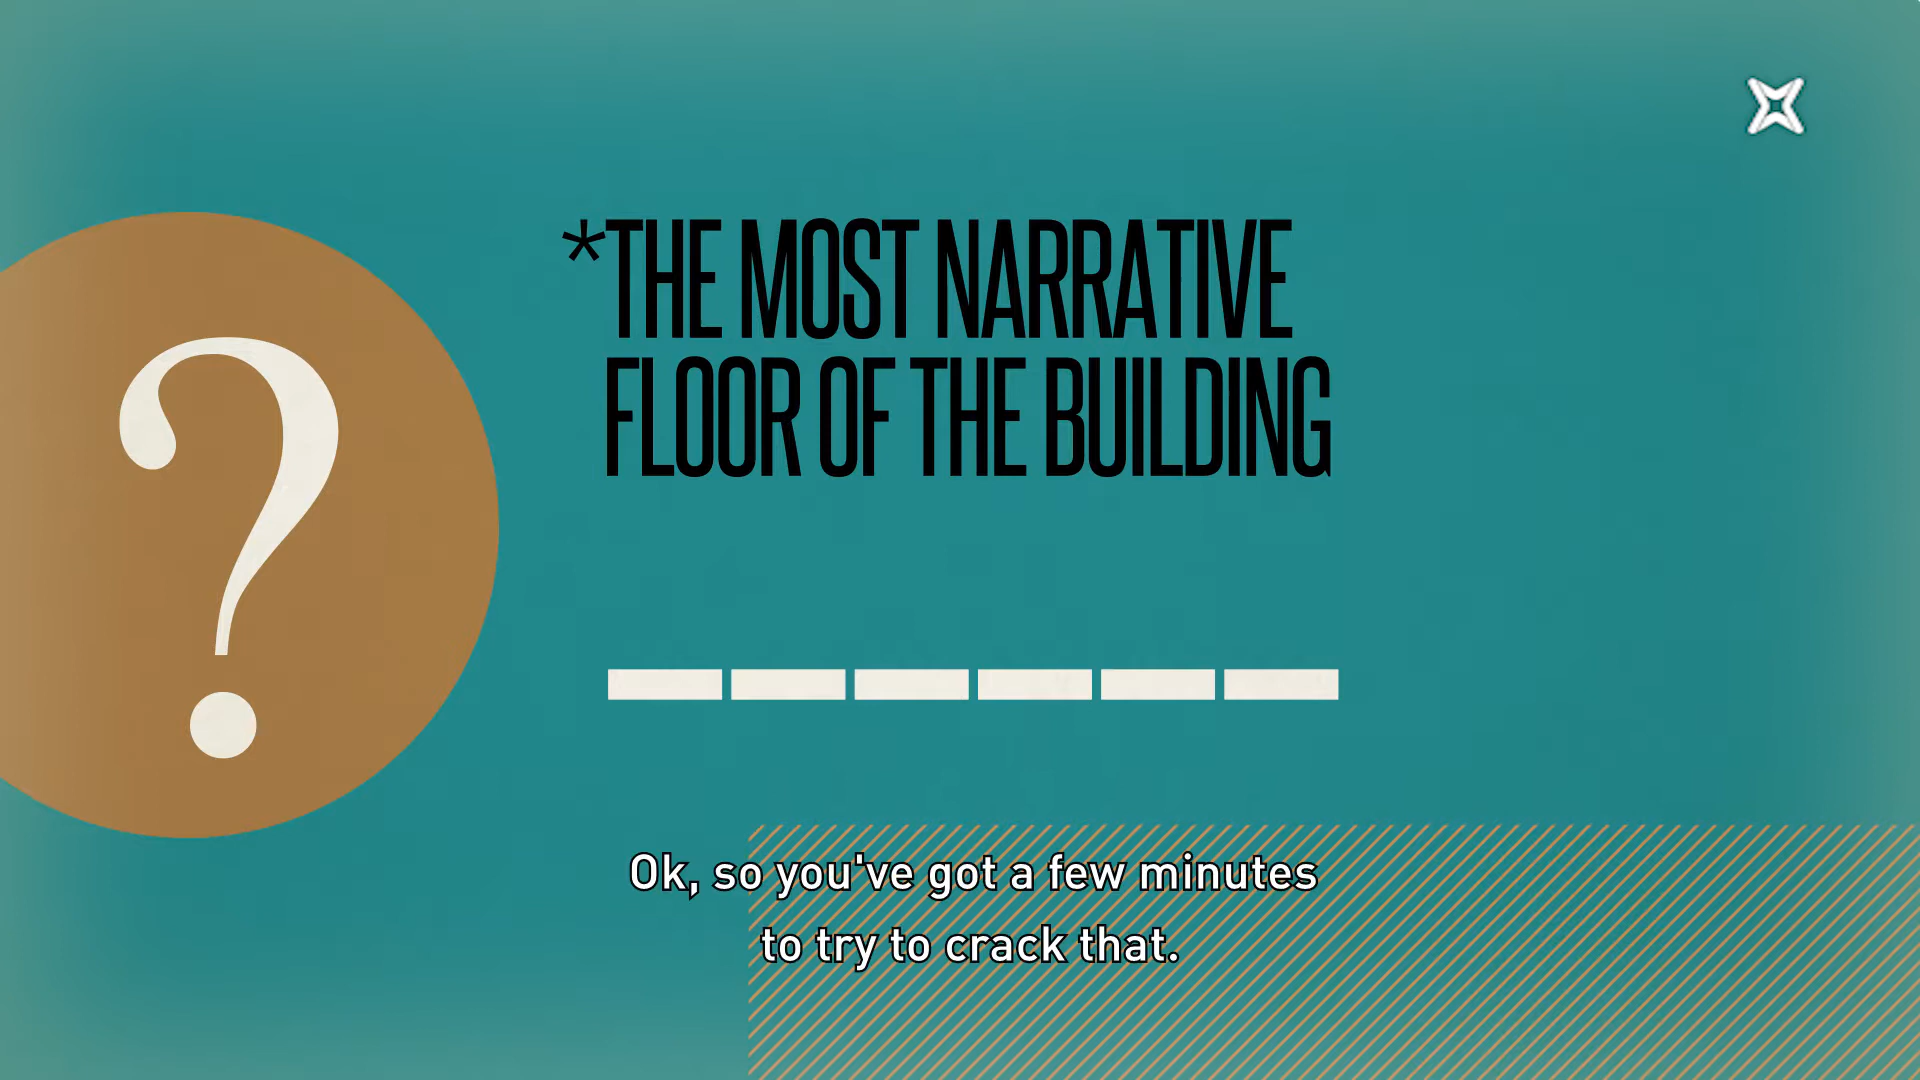 *THE MOST NARRATIVE
FLOOR OF THE BUILDING
?
Ok, so you've got a few minutes
to try to crack that.